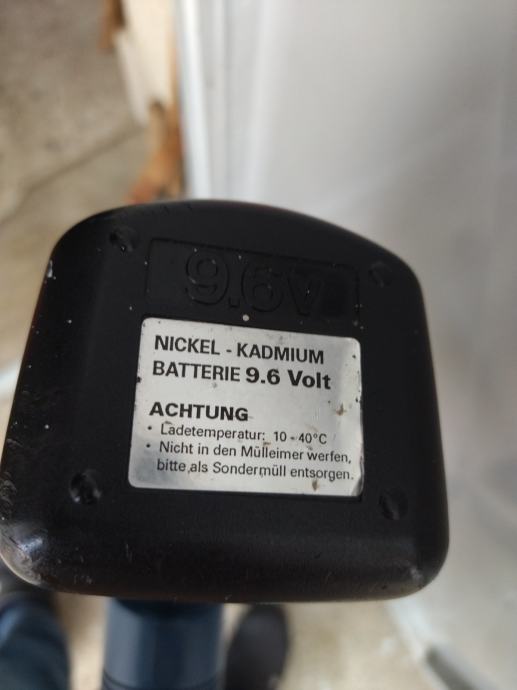 9.6V
NICKEL - KADMIUM
BATTERIE 9.6 Volt
ACHTUNG
• Ladetemperatur: 10 - 40°C
• Nicht in den Mülleimer werfen,
bitte als Sondermüll entsorgen.